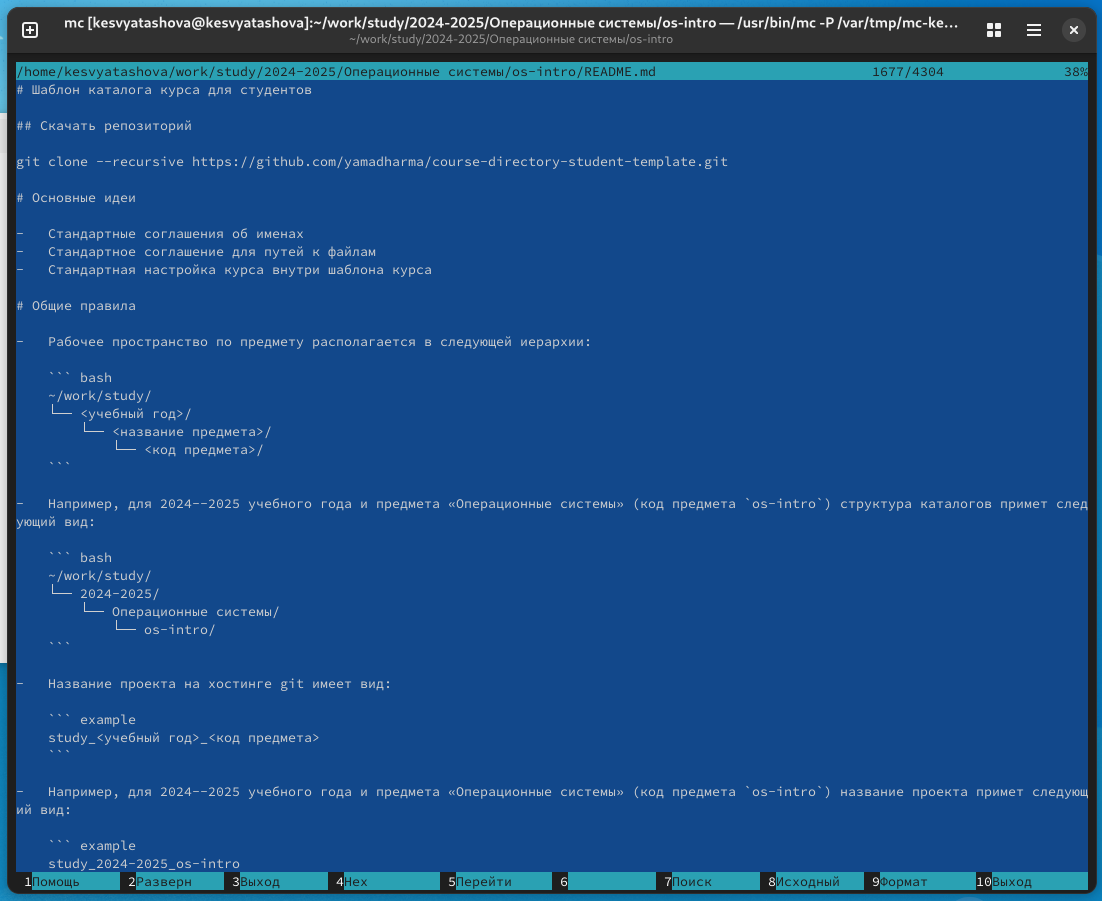 mc [kesvyatashova@kesvyatashova]:~/work/study/2024-2025/Операционные системы/os-intro — /usr/bin/mc -P /var/tmp/mc-ke…
~/work/study/2024-2025/Операционные системы/os-intro
/home/kesvyatashova/work/study/2024-2025/Операционные системы/os-intro/README.md 1677/4304 38%
# Шаблон каталога курса для студентов
## Скачать репозиторий
git clone --recursive https://github.com/yamadharma/course-directory-student-template.git
# Основные идеи
-   Стандартные соглашения об именах
-   Стандартное соглашение для путей к файлам
-   Стандартная настройка курса внутри шаблона курса
# Общие правила
-   Рабочее пространство по предмету располагается в следующей иерархии:
    ``` bash
    ~/work/study/
    └── <учебный год>/
        └── <название предмета>/
            └── <код предмета>/
    ```
-   Например, для 2024--2025 учебного года и предмета «Операционные системы» (код предмета `os-intro`) структура каталогов примет след
ующий вид:
    ``` bash
    ~/work/study/
    └── 2024-2025/
        └── Операционные системы/
            └── os-intro/
    ```
-   Название проекта на хостинге git имеет вид:
    ``` example
    study_<учебный год>_<код предмета>
    ```
-   Например, для 2024--2025 учебного года и предмета «Операционные системы» (код предмета `os-intro`) название проекта примет следующ
ий вид:
    ``` example
    study_2024-2025_os-intro
1Помощь 2Разверн 3Выход 4Hex 5Перейти 6 7Поиск 8Исходный 9Формат 10Выход